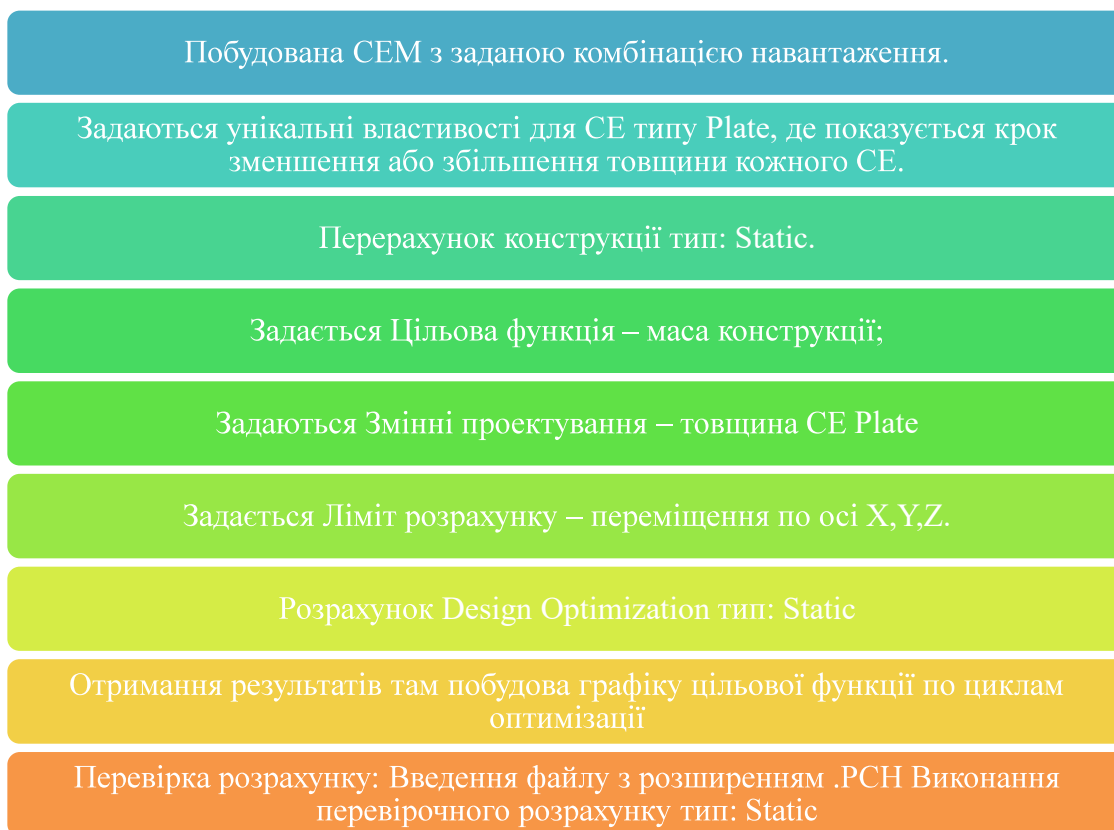 Побудована СЕМ з заданою комбінацією навантаження.
Задаються унікальні властивості для СЕ типу Plate, де показується крок
зменшення або збільшення товщини кожного СЕ.
Перерахунок конструкції тип: Static.
Задається Цільова функція – маса конструкції;
Задаються Змінні проектування – товщина СЕ Plate
Задається Ліміт розрахунку – переміщення по осі X,Y,Z.
Розрахунок Design Optimization тип: Static
Отримання результатів там побудова графіку цільової функції по циклам
оптимізації
Перевірка розрахунку: Введення файлу з розширенням .PCH Виконання
перевірочного розрахунку тип: Static